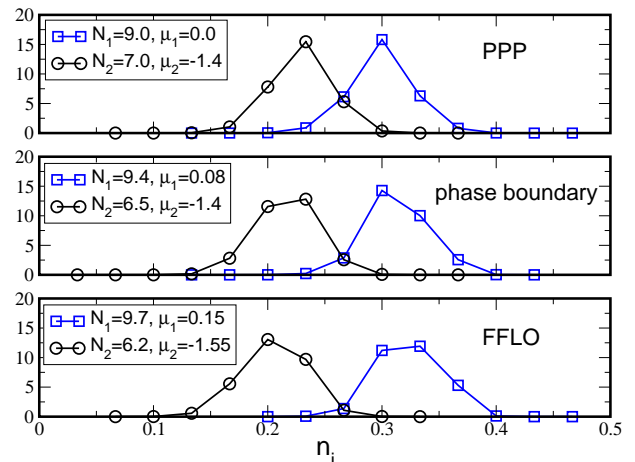 20
15
10
5
0
N₁=9.0, μ₁=0.0
N₂=7.0, μ₂=-1.4
PPP
20
15
10
5
0
N₁=9.4, μ₁=0.08
N₂=6.5, μ₂=-1.4
phase boundary
20
15
10
5
0
N₁=9.7, μ₁=0.15
N₂=6.2, μ₂=-1.55
FFLO
0 0.1 0.2 0.3 0.4 0.5
nᵢ